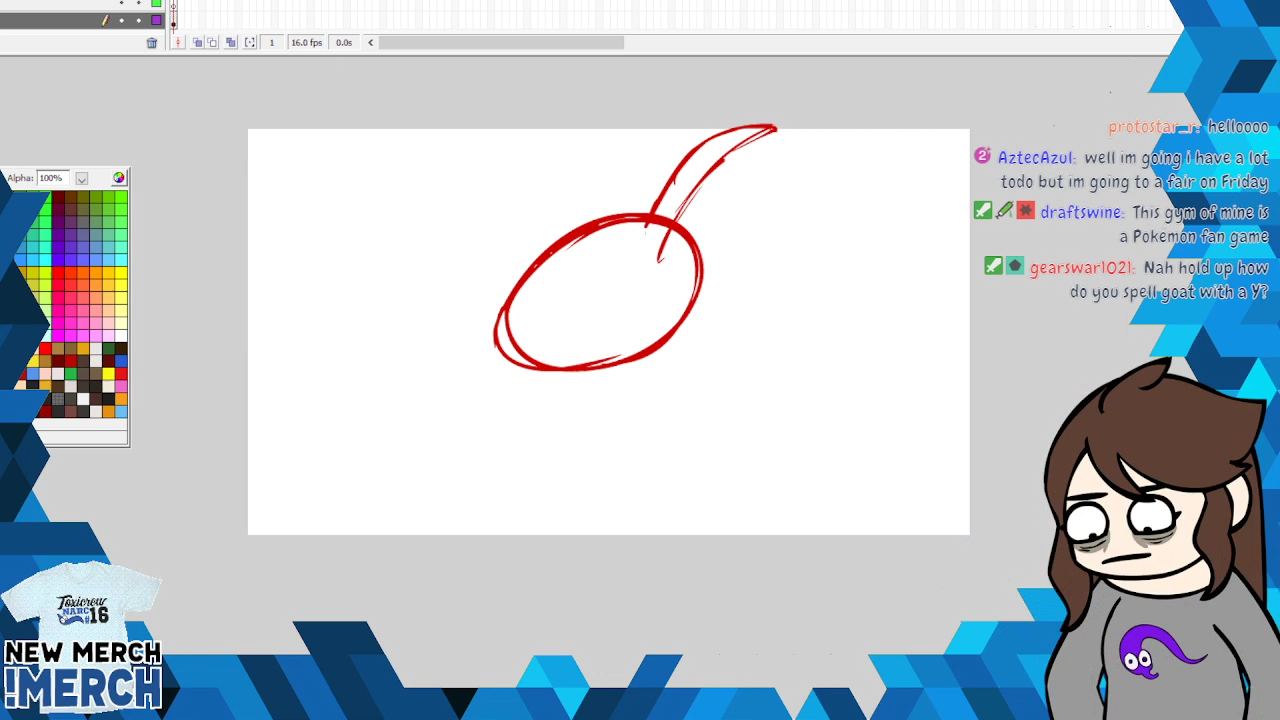 1 16.0 fps 0.0s
Alpha: 100%
protostar_r: helloooo
2 AztecAzul: well im going i have a lot
todo but im going to a fair on Friday
draftswine: This gym of mine is
a Pokemon fan game
gearswar1021: Nah hold up how
do you spell goat with a Y?
Toxicrow
NARC
#16
NEW MERCH
!MERCH